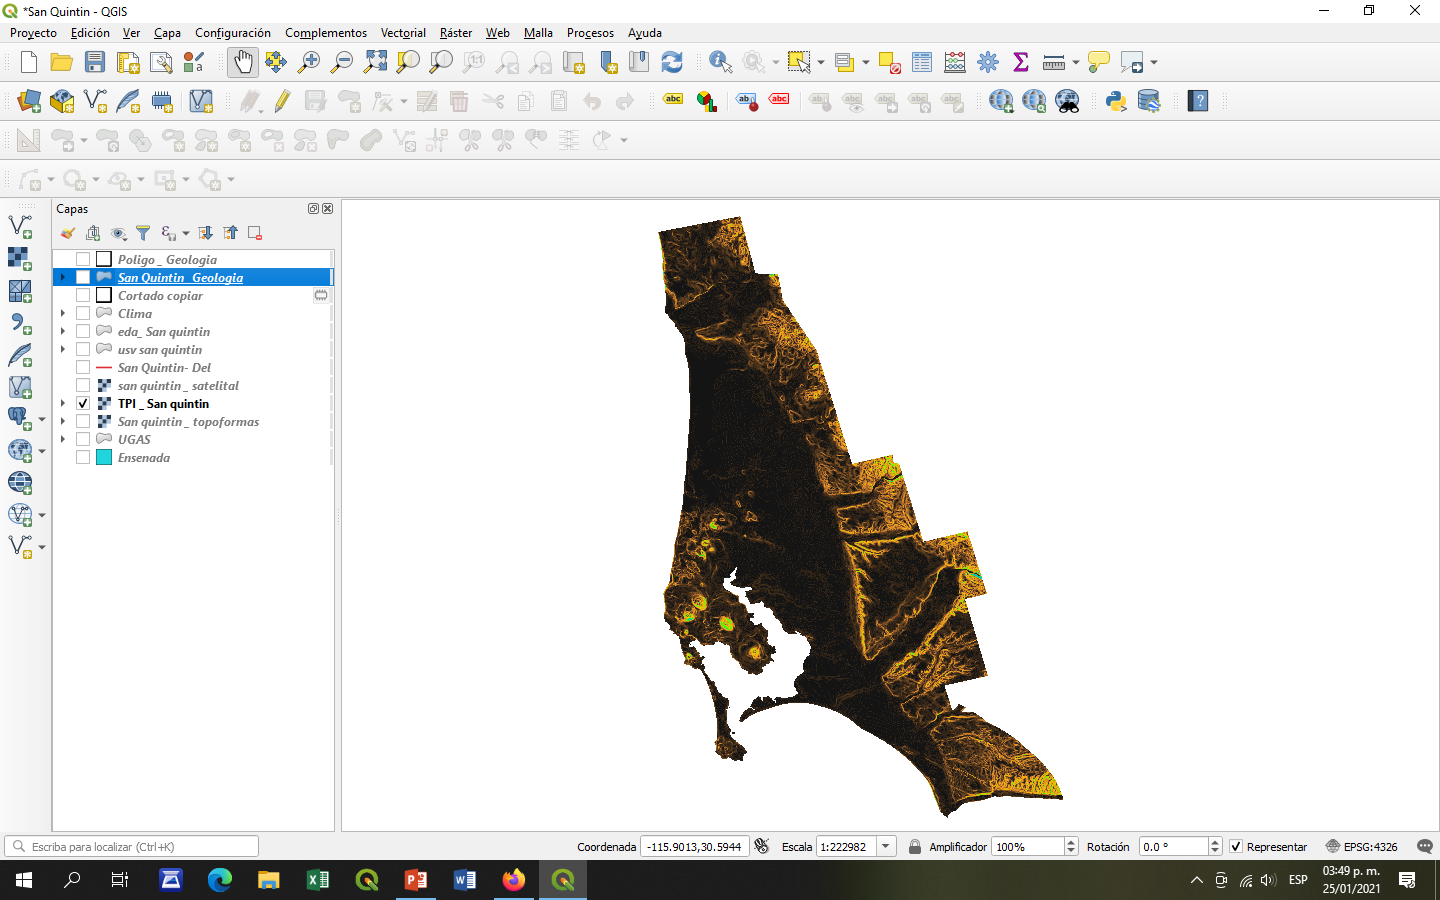 *San Quintin - QGIS
Proyecto Edición Ver Capa Configuración Complementos Vectorial Ráster Web Malla Procesos Ayuda
Capas
Poligo _ Geologia
San Quintin_Geologia
Cortado copiar
Clima
eda_ San quintin
usv san quintin
San Quintin- Del
san quintin _ satelital
TPI _ San quintin
San quintin _ topoformas
UGAS
Ensenada
Escriba para localizar (Ctrl+K) Coordenada -115.9013,30.5944 Escala 1:222982 Amplificador 100% Rotación 0.0 ° Representar EPSG:4326
ESP
03:49 p. m.
25/01/2021